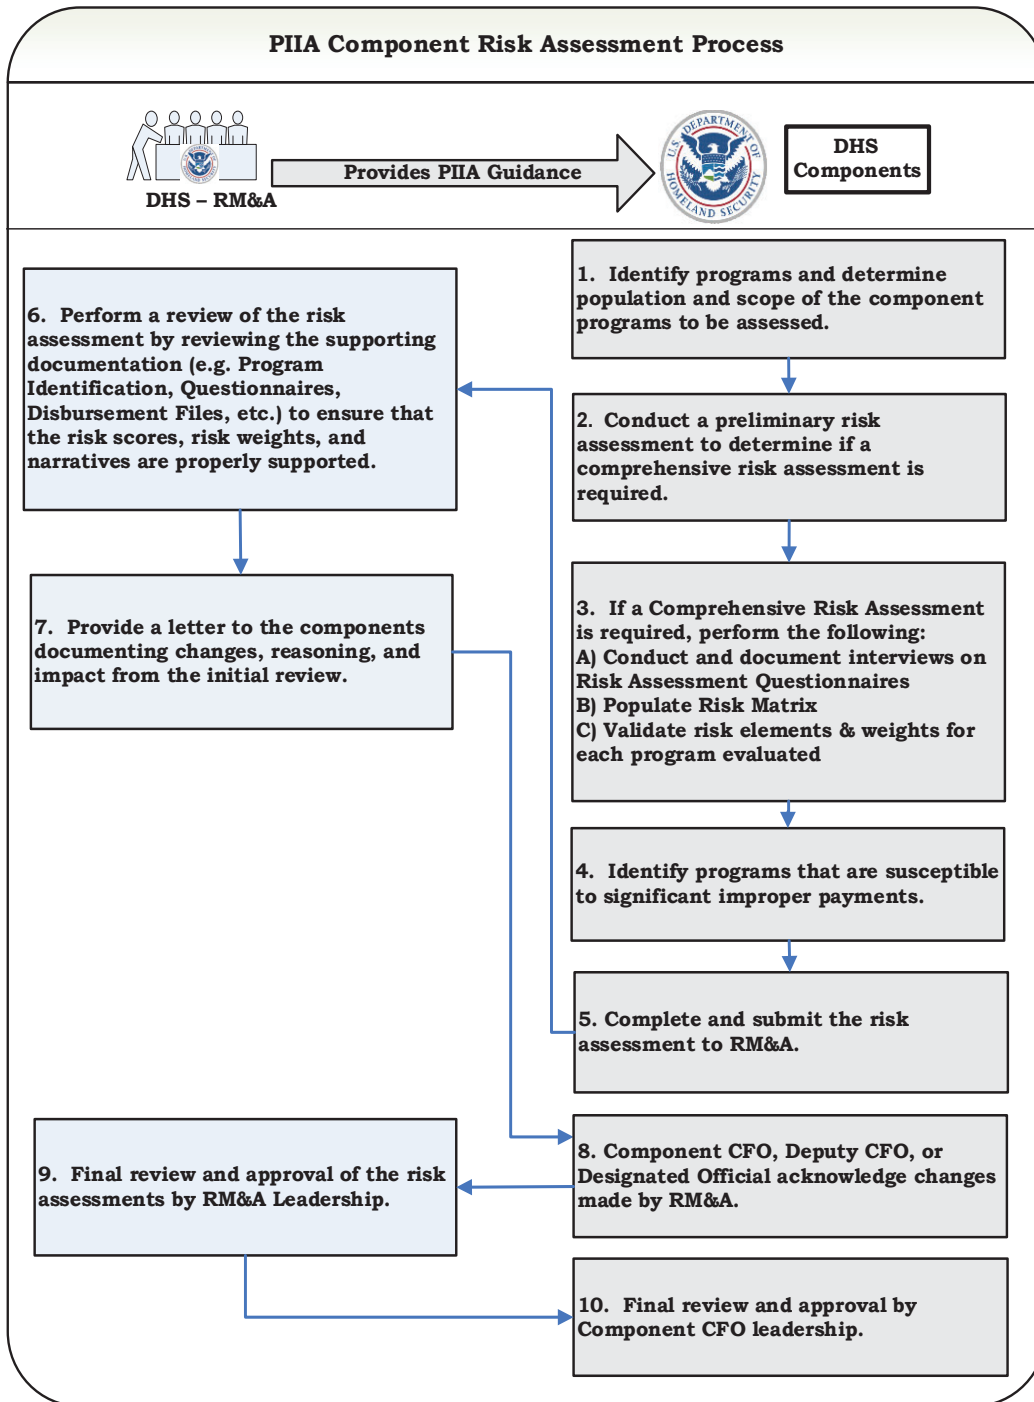 PIIA Component Risk Assessment Process
DHS – RM&A
Provides PIIA Guidance
U.S. DEPARTMENT OF
HOMELAND SECURITY
DHS
Components
1.  Identify programs and determine
population and scope of the component
programs to be assessed.
2.  Conduct a preliminary risk
assessment to determine if a
comprehensive risk assessment is
required.
3.  If a Comprehensive Risk Assessment
is required, perform the following:
A) Conduct and document interviews on
Risk Assessment Questionnaires
B) Populate Risk Matrix
C) Validate risk elements & weights for
each program evaluated
4.  Identify programs that are susceptible
to significant improper payments.
5. Complete and submit the risk
assessment to RM&A.
6.  Perform a review of the risk
assessment by reviewing the supporting
documentation (e.g. Program
Identification, Questionnaires,
Disbursement Files, etc.) to ensure that
the risk scores, risk weights, and
narratives are properly supported.
7.  Provide a letter to the components
documenting changes, reasoning, and
impact from the initial review.
8. Component CFO, Deputy CFO, or
Designated Official acknowledge changes
made by RM&A.
9.  Final review and approval of the risk
assessments by RM&A Leadership.
10.  Final review and approval by
Component CFO leadership.